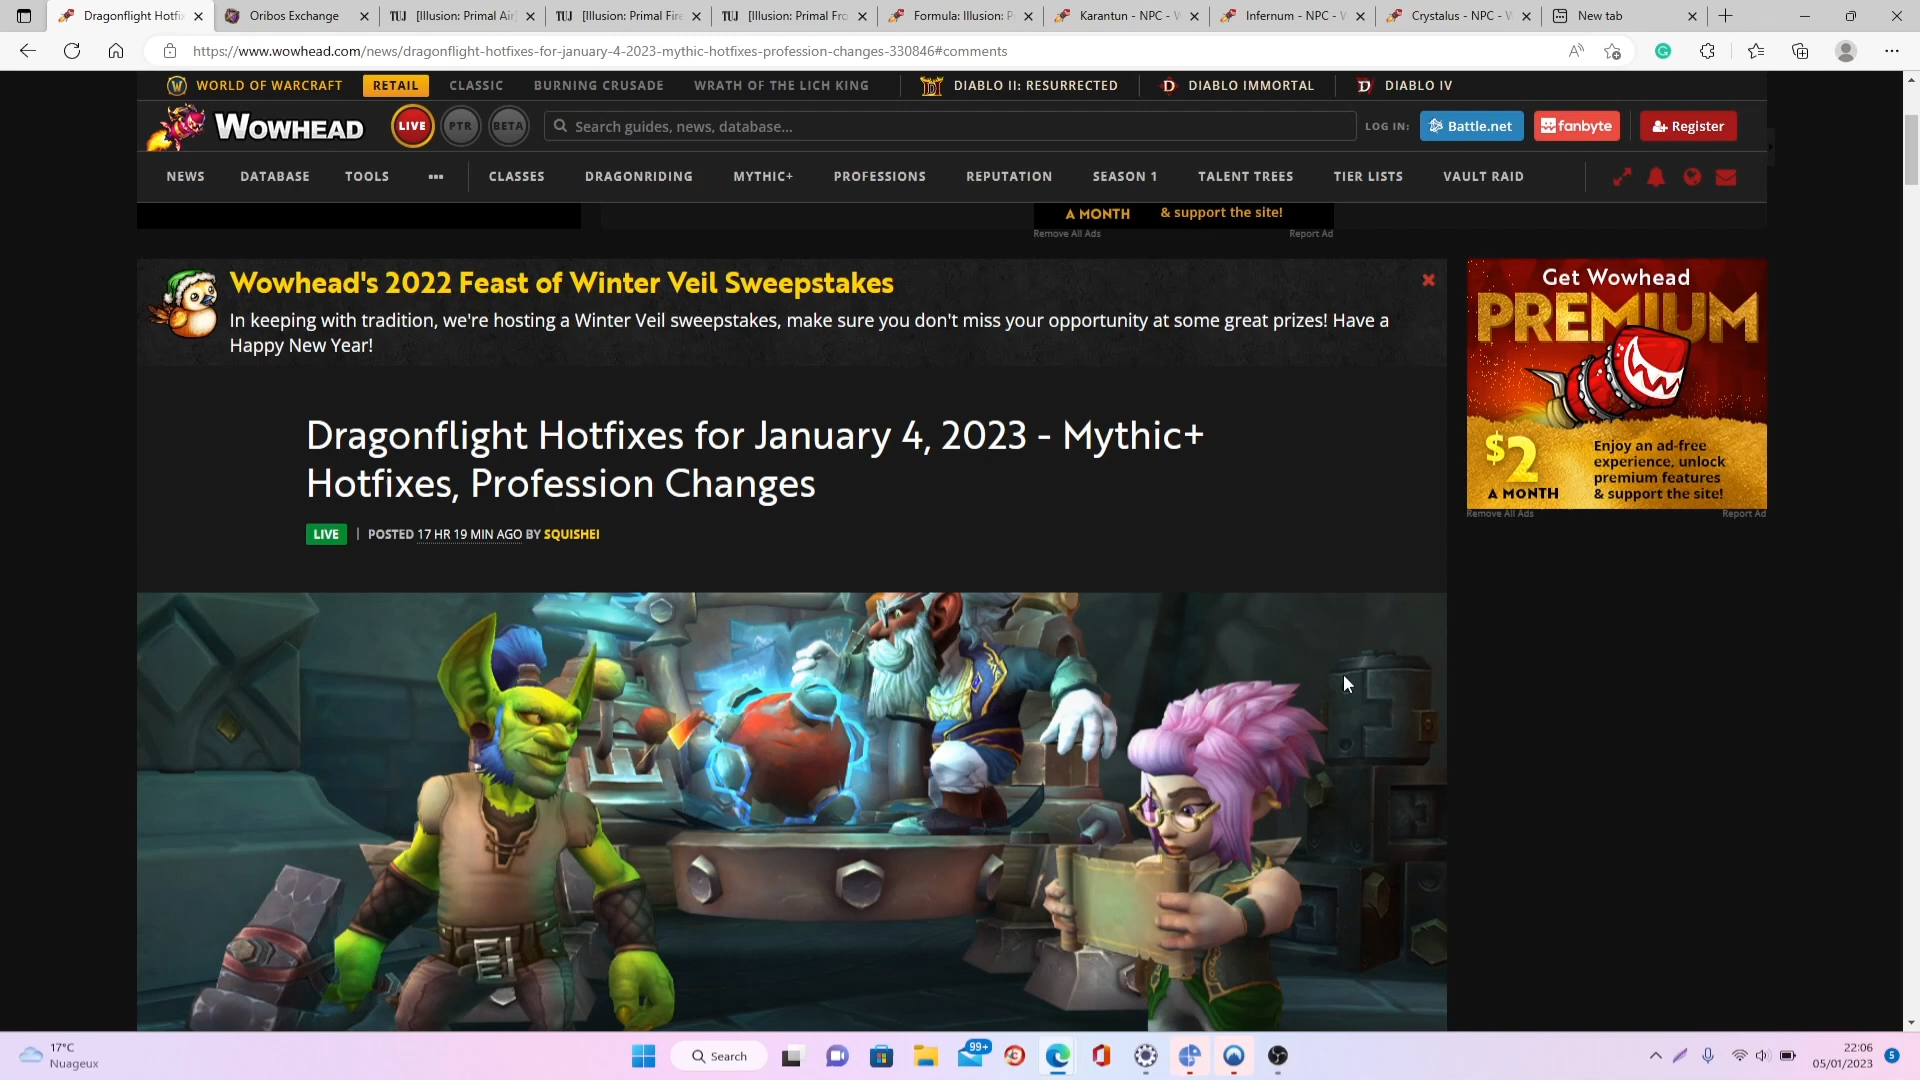 Dragonflight Hotfix
Oribos Exchange
TUJ [Illusion: Primal Air]
TUJ [Illusion: Primal Fire
TUJ [Illusion: Primal Fro
Formula: Illusion: P
Karantun - NPC - W
Infernum - NPC - W
Crystalus - NPC - W
New tab
https://www.wowhead.com/news/dragonflight-hotfixes-for-january-4-2023-mythic-hotfixes-profession-changes-330846#comments
WORLD OF WARCRAFT RETAIL CLASSIC BURNING CRUSADE WRATH OF THE LICH KING DIABLO II: RESURRECTED DIABLO IMMORTAL DIABLO IV
WOWHEAD LIVE PTR BETA Search guides, news, database... LOG IN: Battle.net fanbyte Register
NEWS DATABASE TOOLS ••• CLASSES DRAGONRIDING MYTHIC+ PROFESSIONS REPUTATION SEASON 1 TALENT TREES TIER LISTS VAULT RAID
A MONTH & support the site!
Remove All Ads Report Ad
Wowhead's 2022 Feast of Winter Veil Sweepstakes
In keeping with tradition, we're hosting a Winter Veil sweepstakes, make sure you don't miss your opportunity at some great prizes! Have a
Happy New Year!
Get Wowhead
PREMIUM
$2
A MONTH
Enjoy an ad-free
experience, unlock
premium features
& support the site!
Remove All Ads Report Ad
Dragonflight Hotfixes for January 4, 2023 - Mythic+
Hotfixes, Profession Changes
LIVE | POSTED 17 HR 19 MIN AGO BY SQUISHEI
17°C
Nuageux
Search
99+
22:06
05/01/2023
5